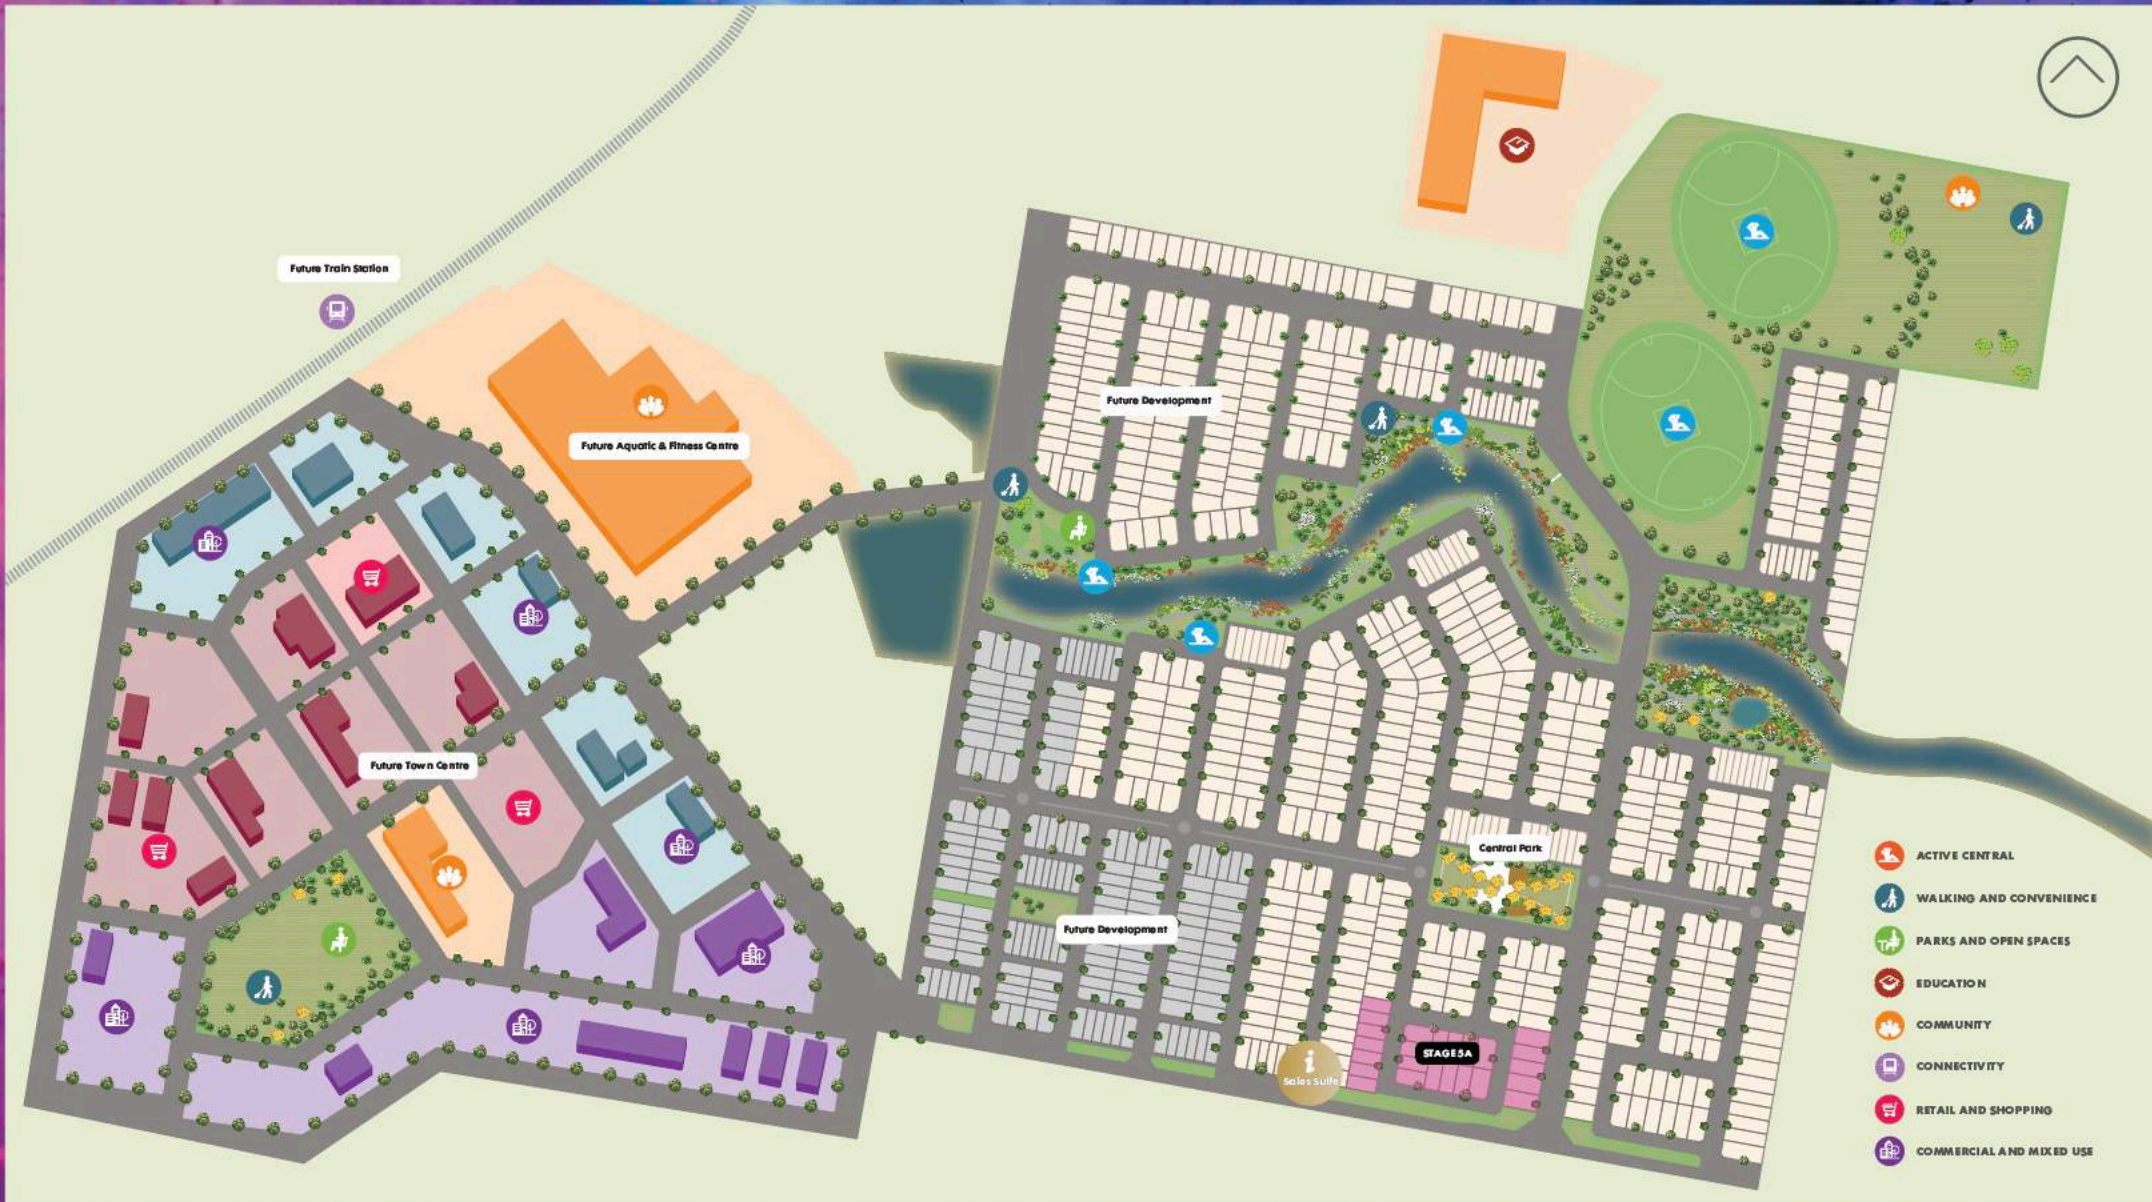 Future Train Station
Future Development
Future Aquatic & Fitness Centre
Future Town Centre
Central Park
Future Development
STAGE 5A
i
Sales Suite
ACTIVE CENTRAL
WALKING AND CONVENIENCE
PARKS AND OPEN SPACES
EDUCATION
COMMUNITY
CONNECTIVITY
RETAIL AND SHOPPING
COMMERCIAL AND MIXED USE